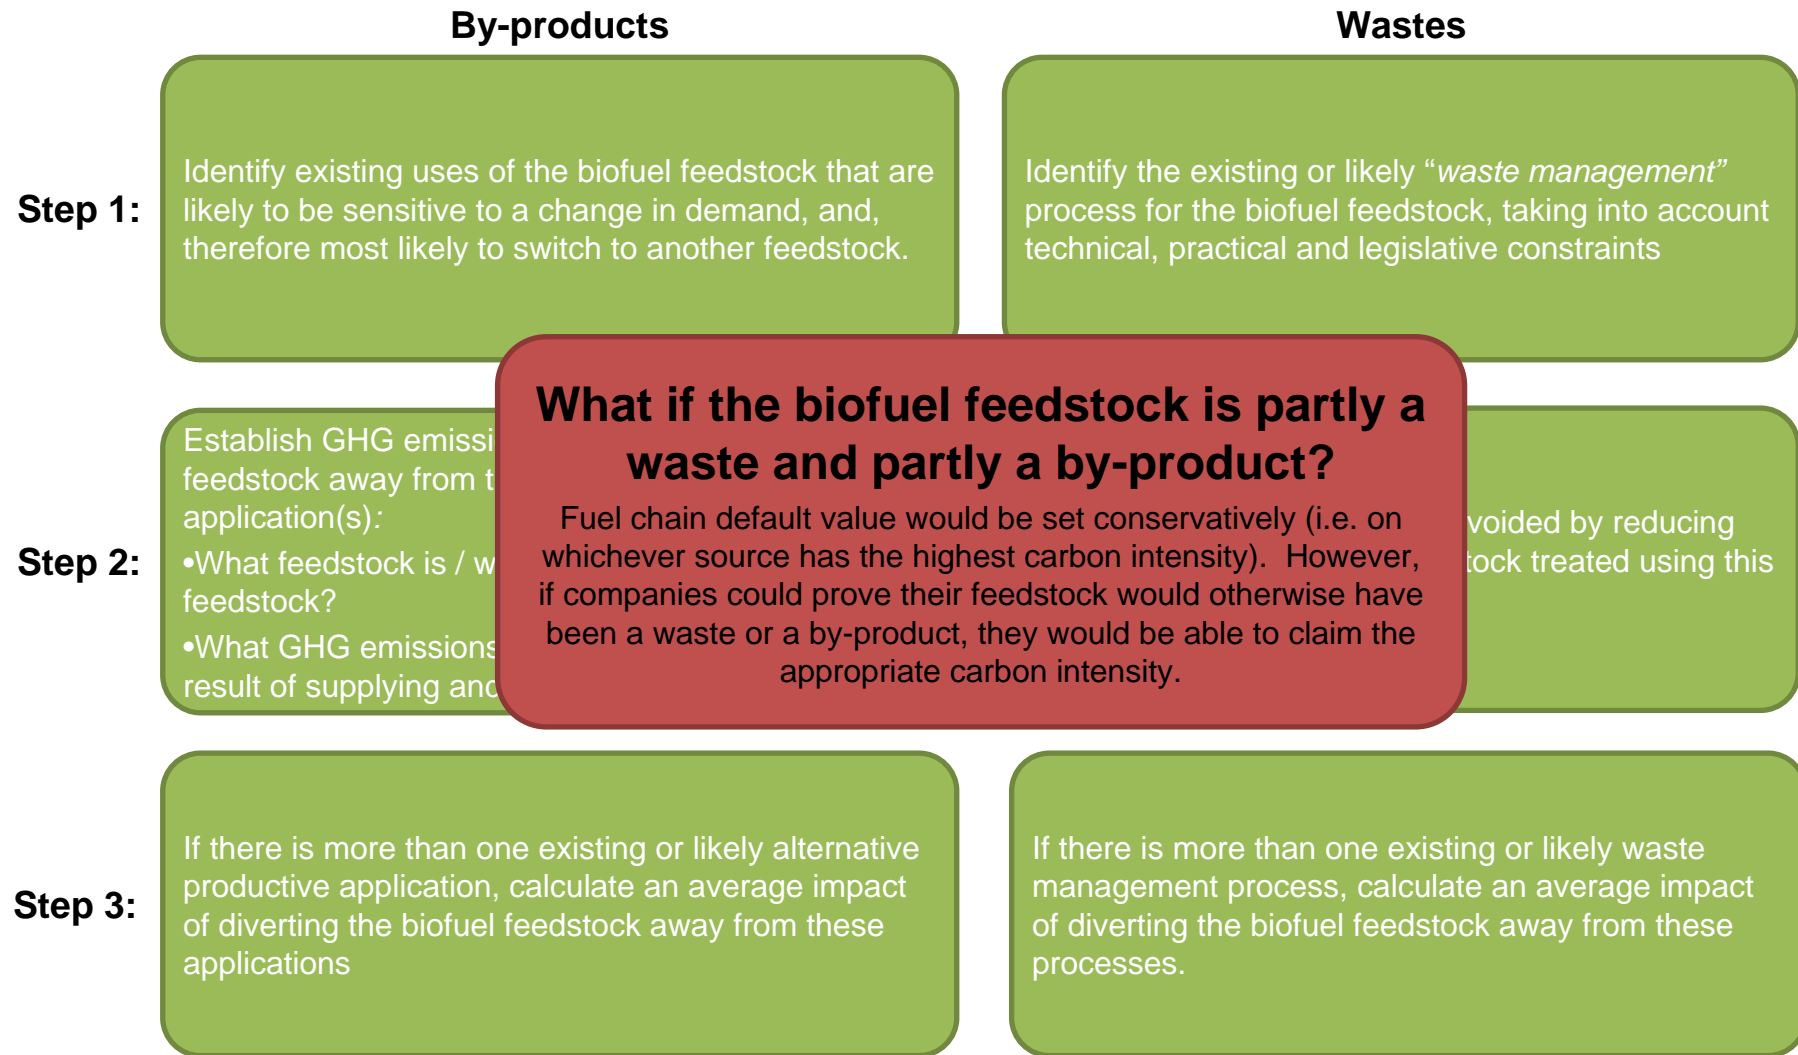 By-products
Wastes
Step 1:
Identify existing uses of the biofuel feedstock that are
likely to be sensitive to a change in demand, and,
therefore most likely to switch to another feedstock.
Identify the existing or likely “waste management”
process for the biofuel feedstock, taking into account
technical, practical and legislative constraints
Step 2:
Establish GHG
feedstock away from
application(s):
•What feedstock is /
feedstock?
•What GHG emissions
result of supplying
by reducing
treated using this
What if the biofuel feedstock is partly a
waste and partly a by-product?
Fuel chain default value would be set conservatively (i.e. on
whichever source has the highest carbon intensity).  However,
if companies could prove their feedstock would otherwise have
been a waste or a by-product, they would be able to claim the
appropriate carbon intensity.
Step 3:
If there is more than one existing or likely alternative
productive application, calculate an average impact
of diverting the biofuel feedstock away from these
applications
If there is more than one existing or likely waste
management process, calculate an average impact
of diverting the biofuel feedstock away from these
processes.